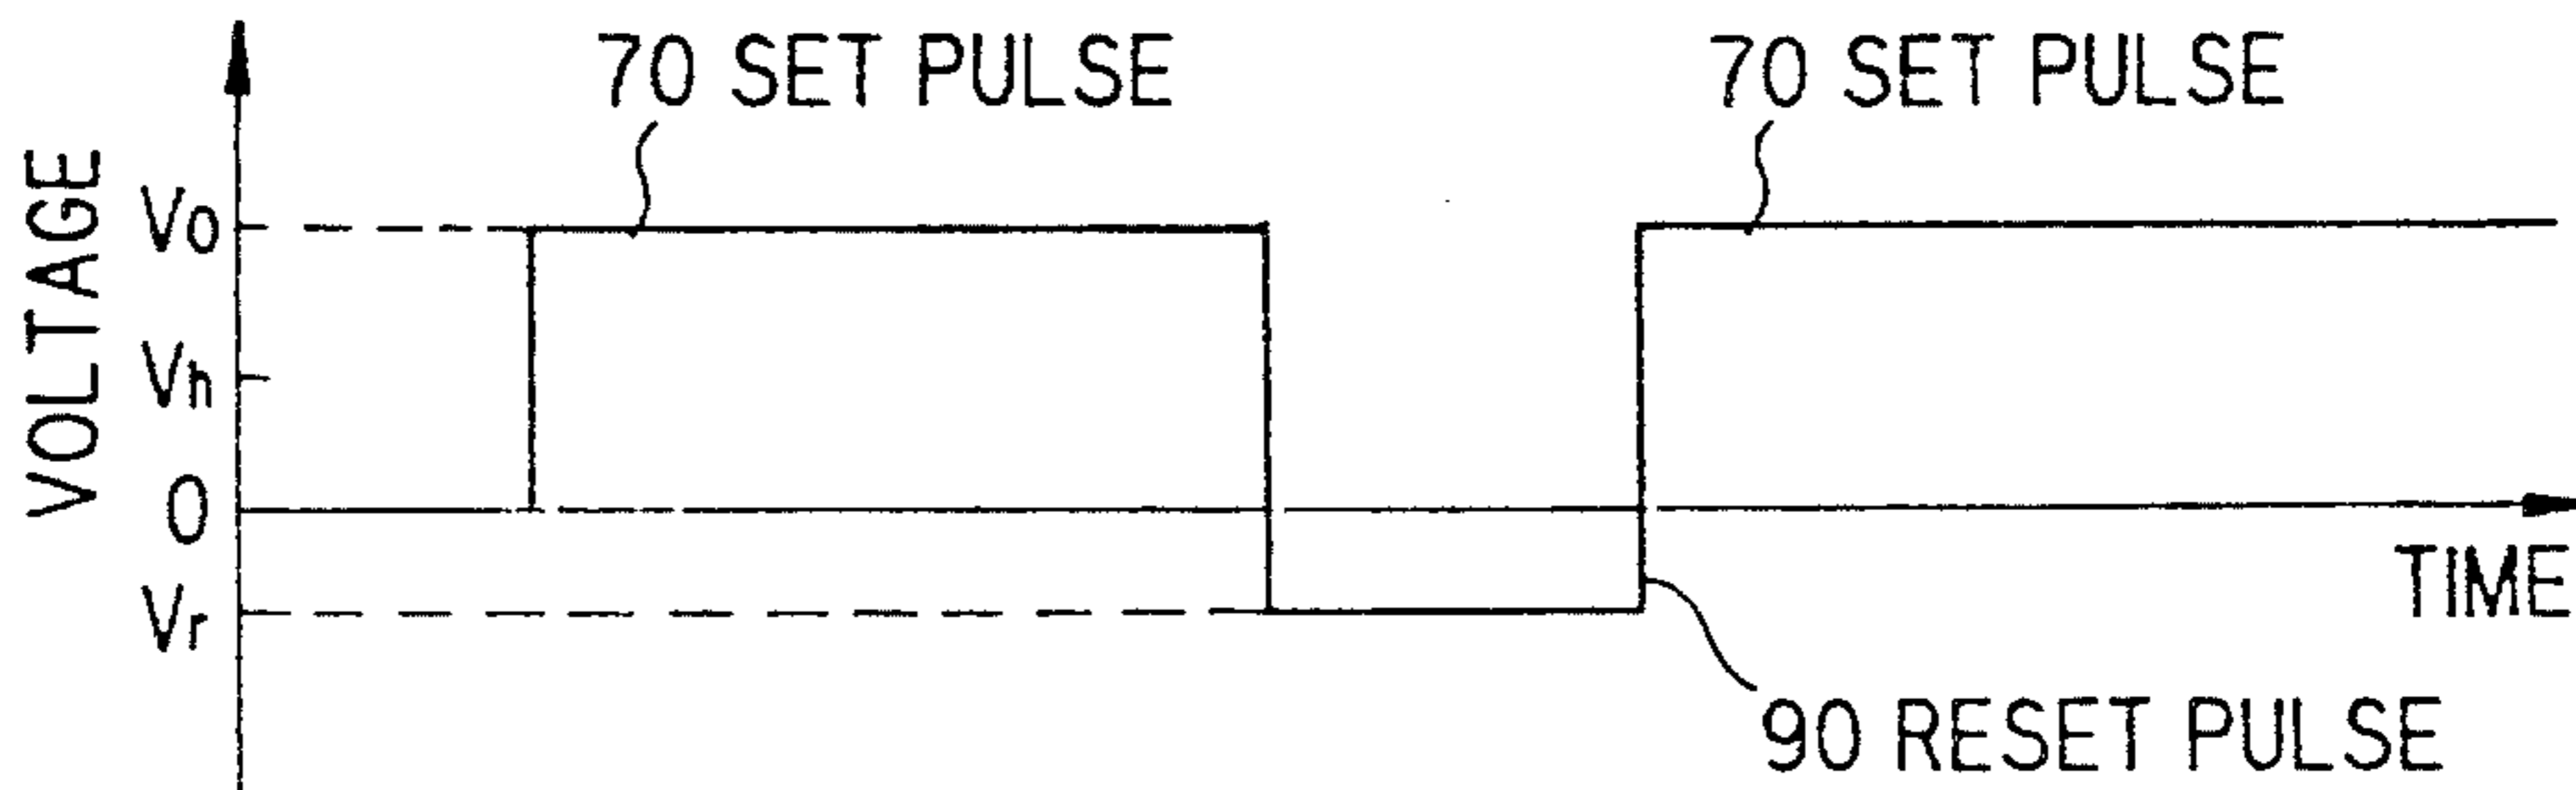 70 SET PULSE
70 SET PULSE
VOLTAGE
Vo
Vh
0
Vr
TIME
90 RESET PULSE